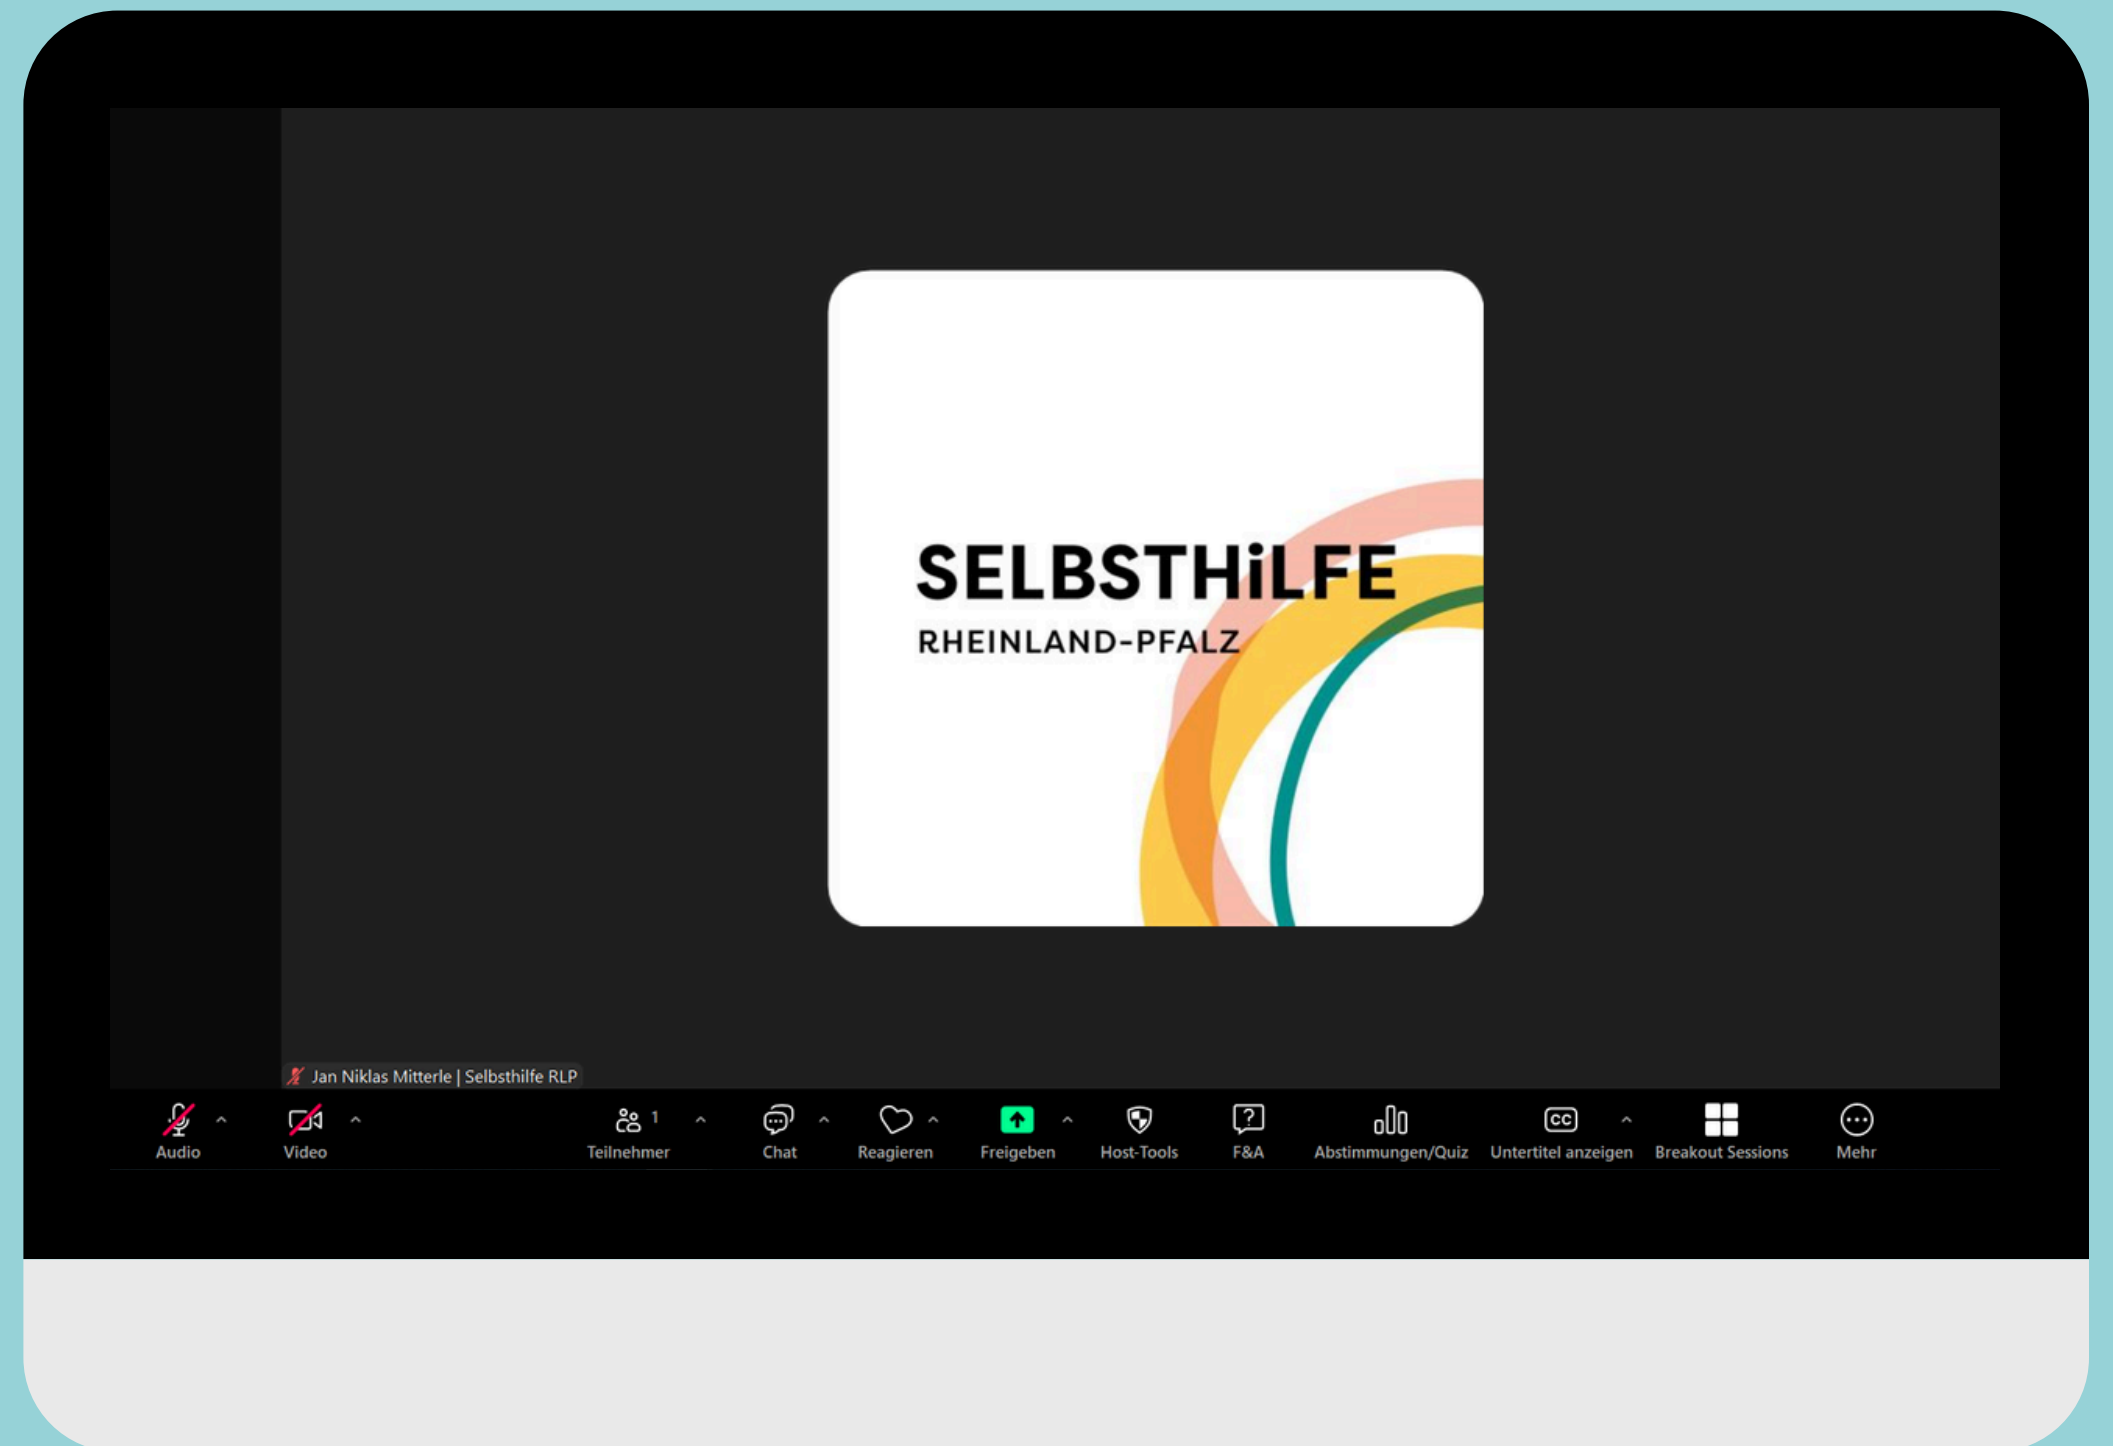 SELBSTHiLFE
RHEINLAND-PFALZ
Jan Niklas Mitterle | Selbsthilfe RLP
1
CC
Audio Video Teilnehmer Chat Reagieren Freigeben Host-Tools F&A Abstimmungen/Quiz Untertitel anzeigen Breakout Sessions Mehr